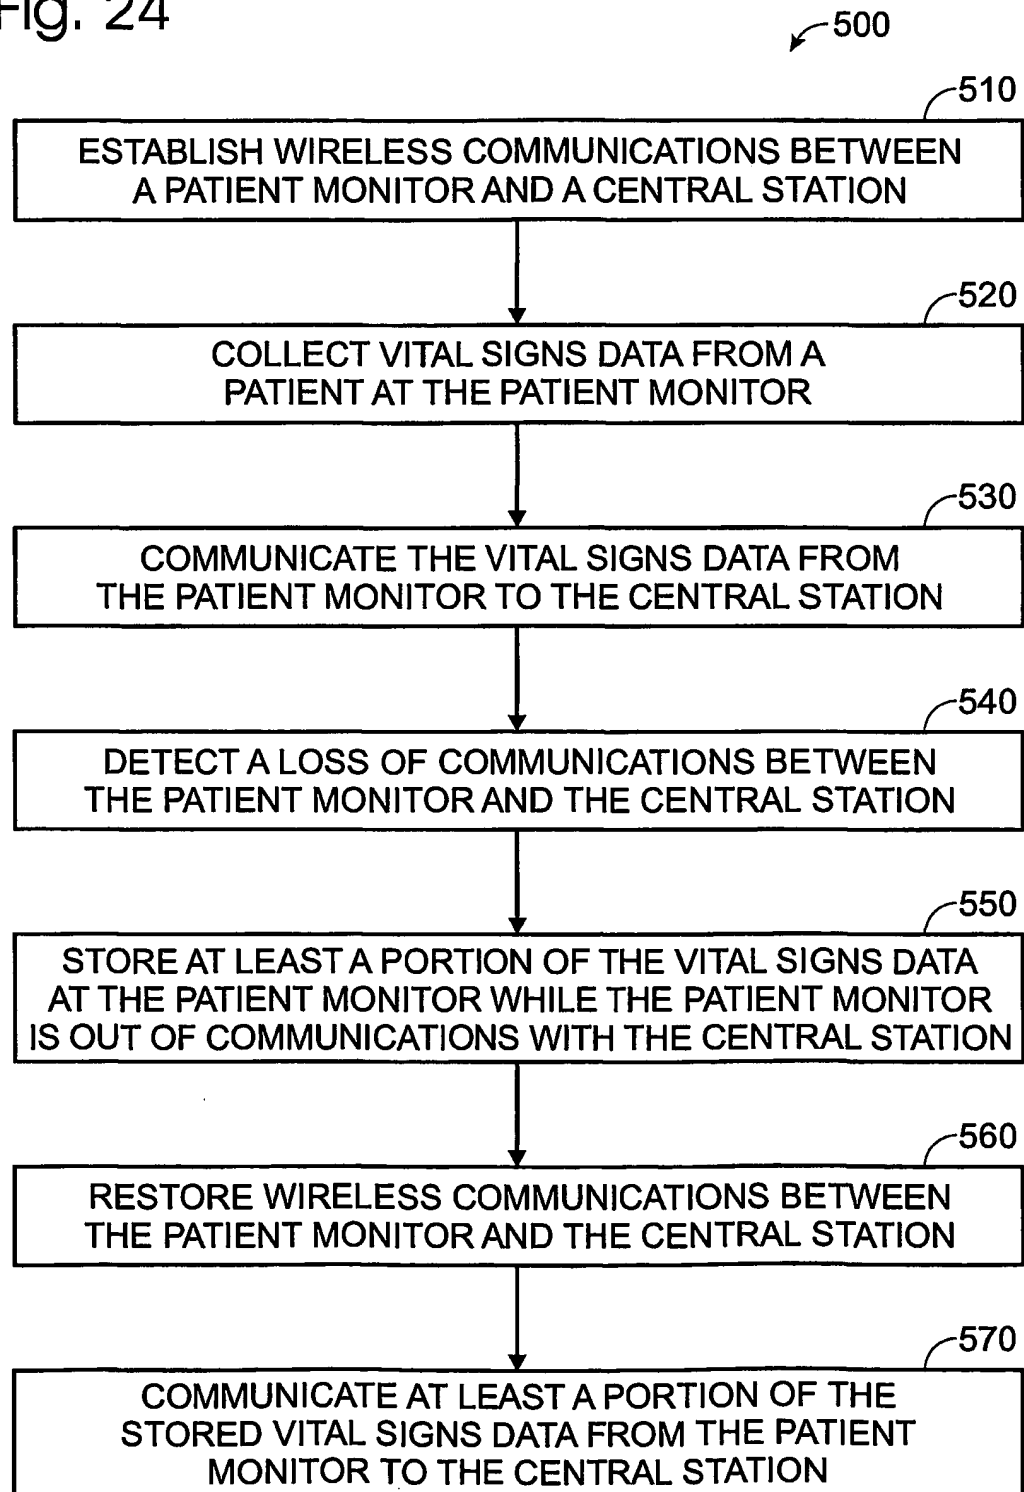 Fig. 24
500
510
ESTABLISH WIRELESS COMMUNICATIONS BETWEEN
A PATIENT MONITOR AND A CENTRAL STATION
520
COLLECT VITAL SIGNS DATA FROM A
PATIENT AT THE PATIENT MONITOR
530
COMMUNICATE THE VITAL SIGNS DATA FROM
THE PATIENT MONITOR TO THE CENTRAL STATION
540
DETECT A LOSS OF COMMUNICATIONS BETWEEN
THE PATIENT MONITOR AND THE CENTRAL STATION
550
STORE AT LEAST A PORTION OF THE VITAL SIGNS DATA
AT THE PATIENT MONITOR WHILE THE PATIENT MONITOR
IS OUT OF COMMUNICATIONS WITH THE CENTRAL STATION
560
RESTORE WIRELESS COMMUNICATIONS BETWEEN
THE PATIENT MONITOR AND THE CENTRAL STATION
570
COMMUNICATE AT LEAST A PORTION OF THE
STORED VITAL SIGNS DATA FROM THE PATIENT
MONITOR TO THE CENTRAL STATION